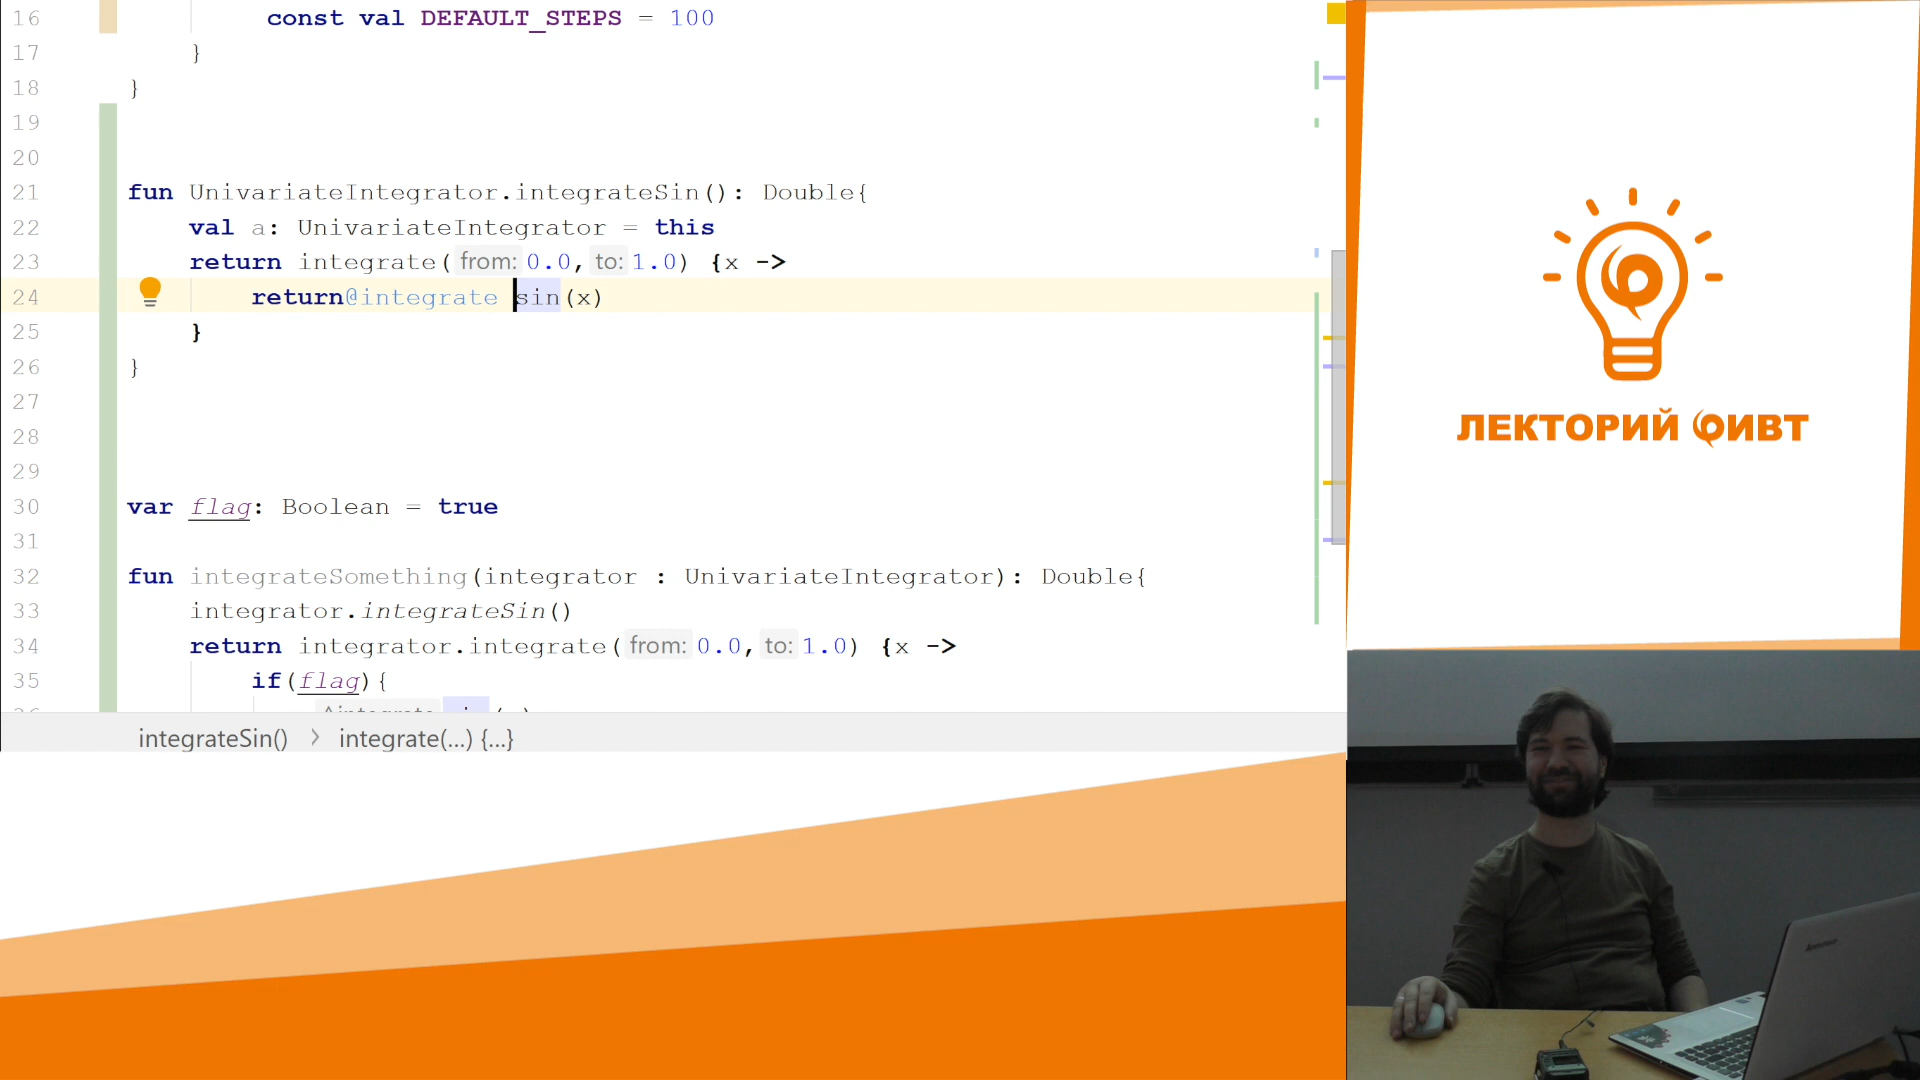 16 const val DEFAULT_STEPS = 100
17 }
18 }
19
20
21 fun UnivariateIntegrator.integrateSin(): Double{
22 val a: UnivariateIntegrator = this
23 return integrate( from: 0.0, to: 1.0) {x ->
24 return@integrate sin(x)
25 }
26 }
27
28
29
30 var flag: Boolean = true
31
32 fun integrateSomething(integrator : UnivariateIntegrator): Double{
33 integrator.integrateSin()
34 return integrator.integrate( from: 0.0, to: 1.0) {x ->
35 if(flag){
integrateSin() > integrate(...) {...}
ЛЕКТОРИЙ ФИВТ